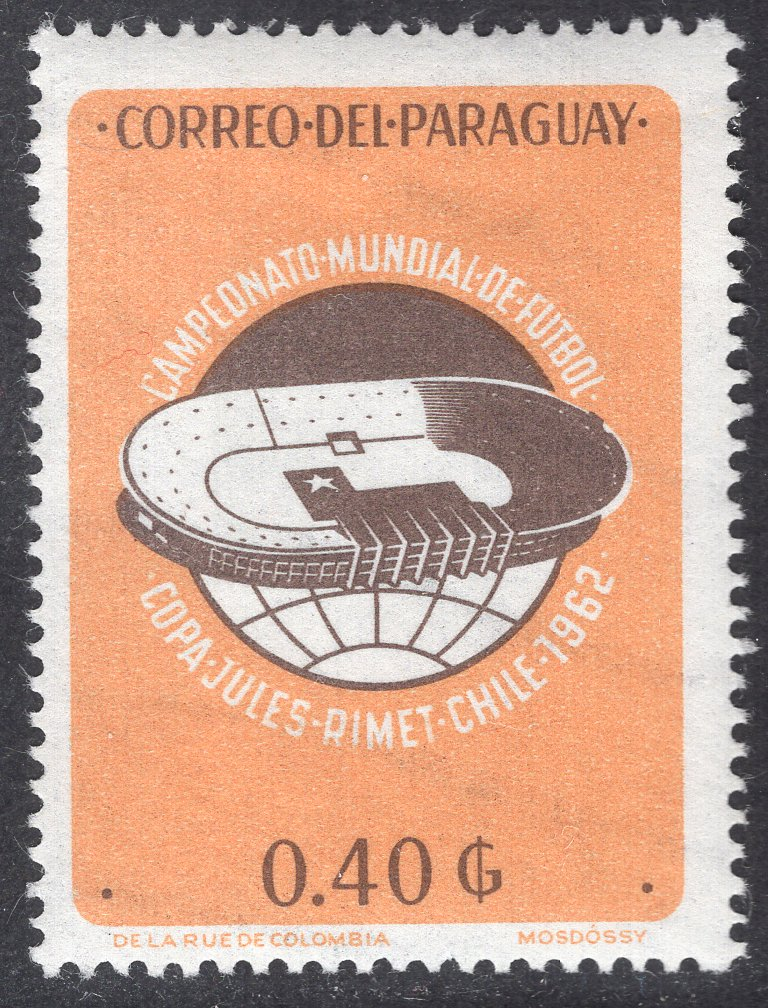 ·CORREO·DEL·PARAGUAY·
·CAMPEONATO·MUNDIAL·DE·FUTBOL·
·COPA·JULES·RIMET·CHILE·1962·
0.40 ₲
DE LA RUE DE COLOMBIA MOSDÓSSY